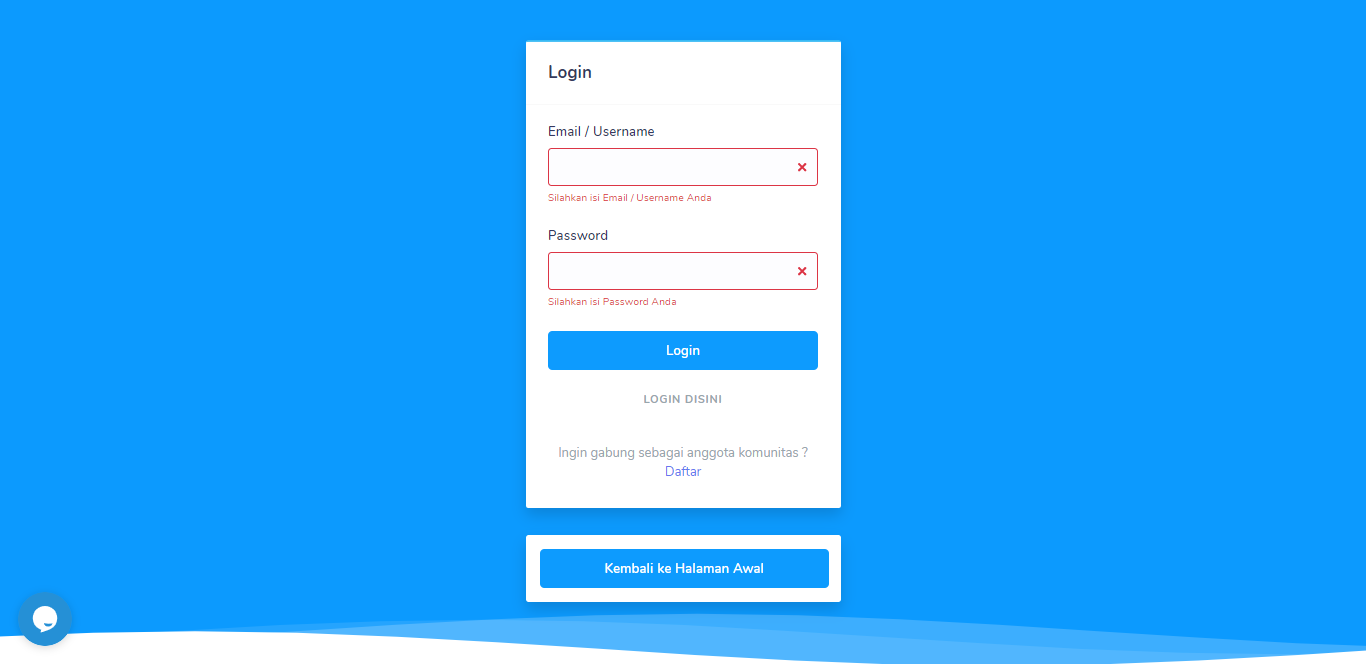 Login
Email / Username
Silahkan isi Email / Username Anda
Password
Silahkan isi Password Anda
Login
LOGIN DISINI
Ingin gabung sebagai anggota komunitas ?
Daftar
Kembali ke Halaman Awal